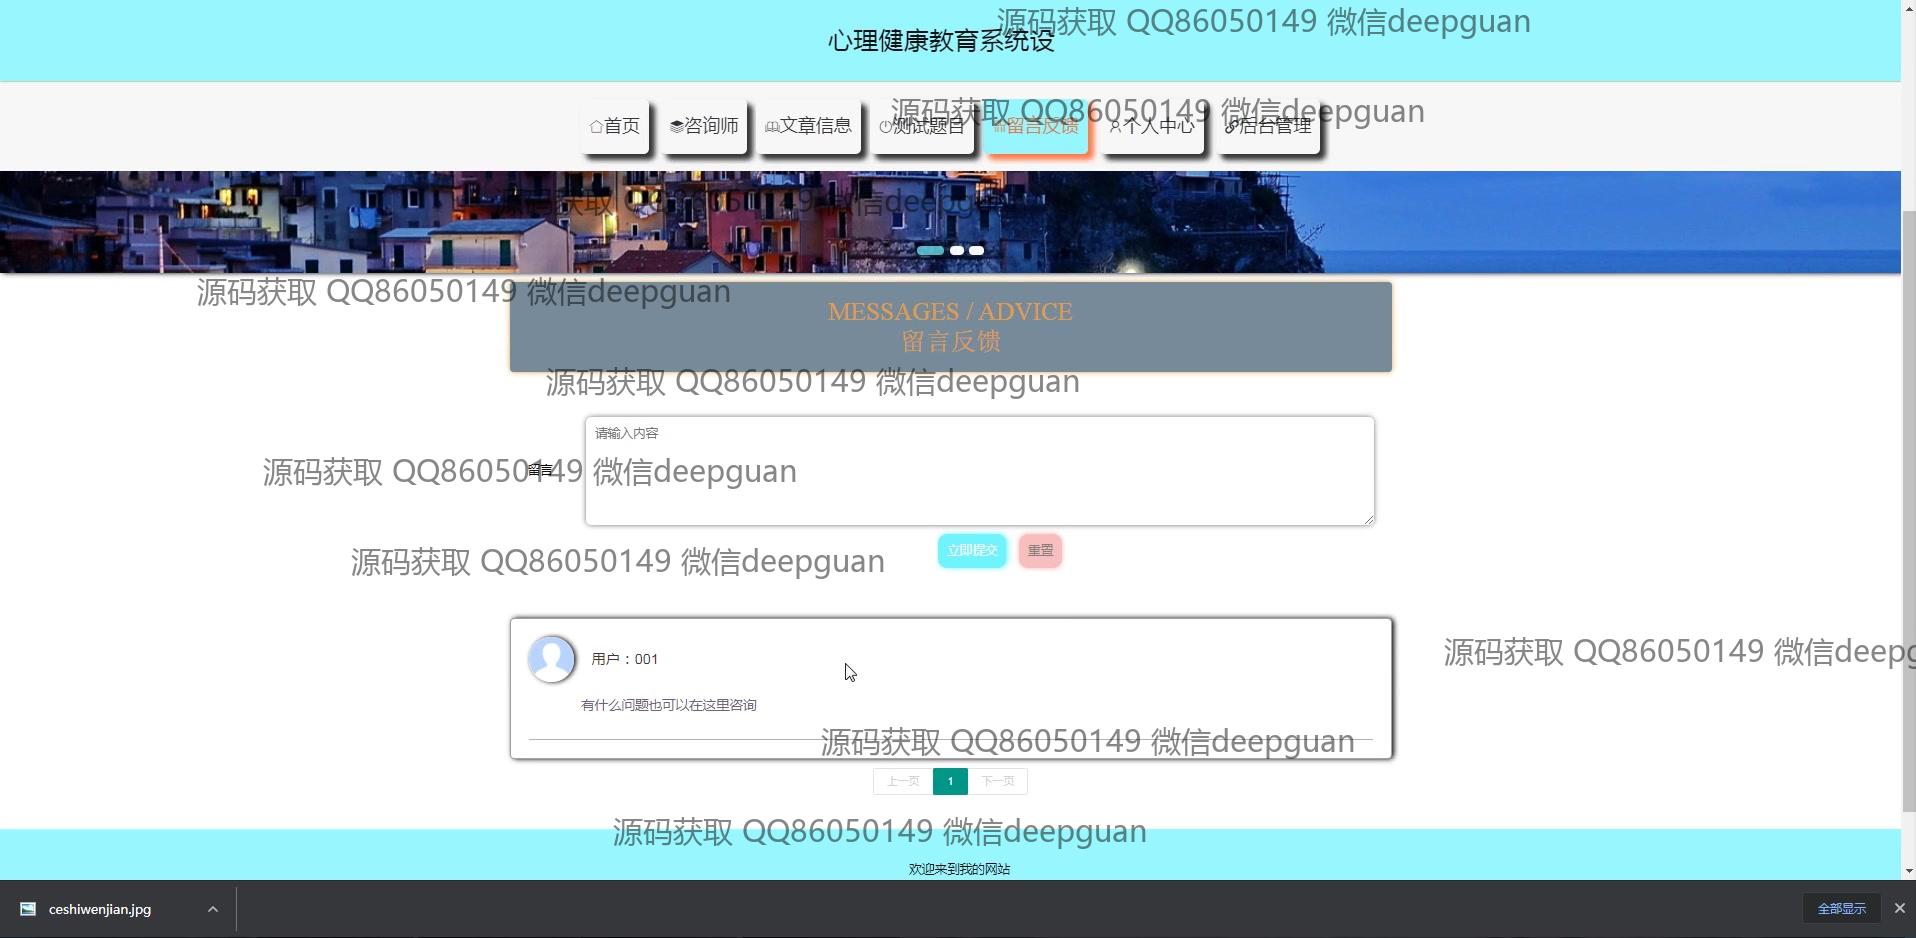 源码获取 QQ86050149 微信deepguan
心理健康教育系统设
源码获取 QQ86050149 微信deepguan
首页 咨询师 文章信息 测试题目 留言反馈 个人中心 后台管理
源码获取 QQ86050149 微信deepguan
源码获取 QQ86050149 微信deepguan
MESSAGES / ADVICE
留言反馈
源码获取 QQ86050149 微信deepguan
请输入内容
留言
源码获取 QQ86050149 微信deepguan
立即提交 重置
源码获取 QQ86050149 微信deepguan
用户：001
源码获取 QQ86050149 微信deepg
有什么问题也可以在这里咨询
源码获取 QQ86050149 微信deepguan
上一页 1 下一页
源码获取 QQ86050149 微信deepguan
欢迎来到我的网站
ceshiwenjian.jpg 全部显示